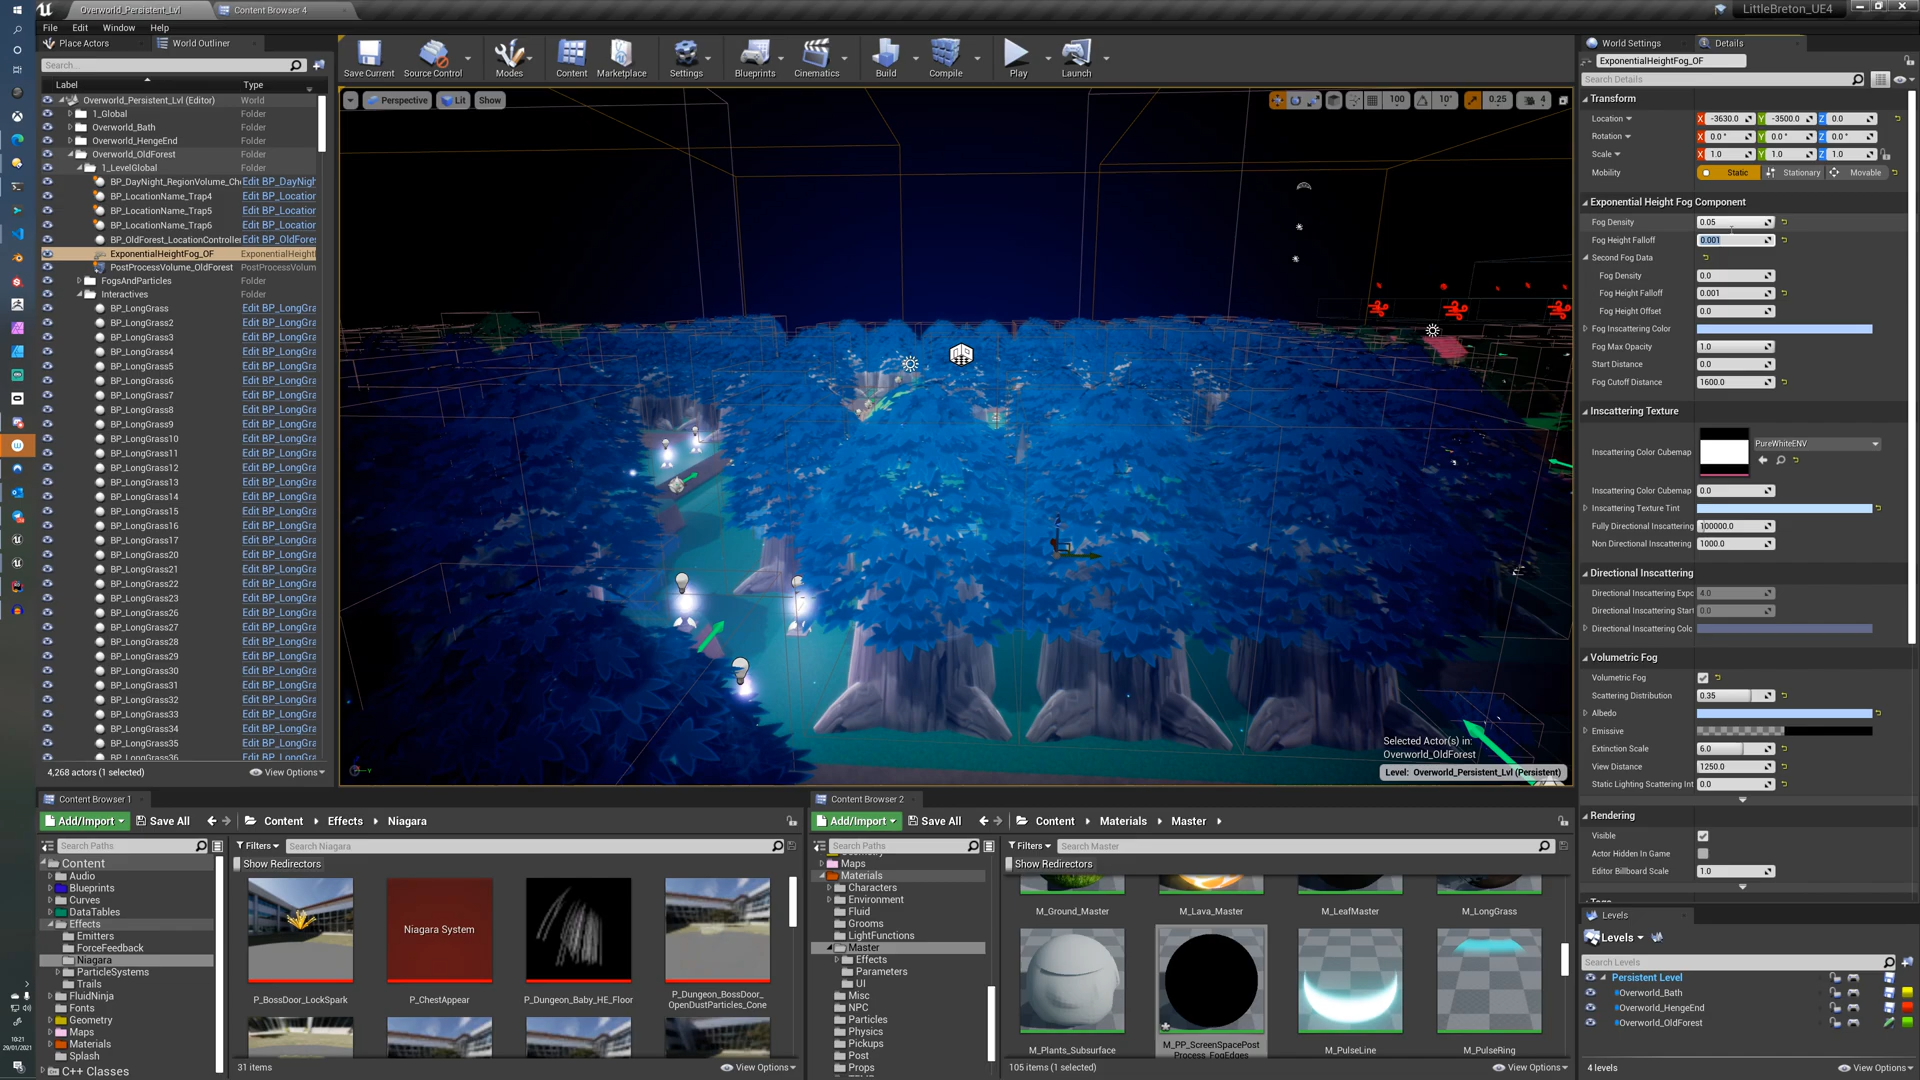 Overworld_Persistent_Lvl
Content Browser 4
LittleBreton_UE4
File Edit Window Help
Place Actors
World Outliner
Search...
Label Type
Overworld_Persistent_Lvl (Editor) World
1_Global Folder
Overworld_Bath Folder
Overworld_HengeEnd Folder
Overworld_OldForest Folder
1_LevelGlobal Folder
BP_DayNight_RegionVolume_Ch Edit BP_DayNigh
BP_LocationName_Trap4 Edit BP_Location
BP_LocationName_Trap5 Edit BP_Location
BP_LocationName_Trap6 Edit BP_Location
BP_OldForest_LocationController Edit BP_OldFores
ExponentialHeightFog_OF ExponentialHeight
PostProcessVolume_OldForest PostProcessVolum
FogsAndParticles Folder
Interactives Folder
BP_LongGrass Edit BP_LongGra
BP_LongGrass2 Edit BP_LongGra
BP_LongGrass3 Edit BP_LongGra
BP_LongGrass4 Edit BP_LongGra
BP_LongGrass5 Edit BP_LongGra
BP_LongGrass6 Edit BP_LongGra
BP_LongGrass7 Edit BP_LongGra
BP_LongGrass8 Edit BP_LongGra
BP_LongGrass9 Edit BP_LongGra
BP_LongGrass10 Edit BP_LongGra
BP_LongGrass11 Edit BP_LongGra
BP_LongGrass12 Edit BP_LongGra
BP_LongGrass13 Edit BP_LongGra
BP_LongGrass14 Edit BP_LongGra
BP_LongGrass15 Edit BP_LongGra
BP_LongGrass16 Edit BP_LongGra
BP_LongGrass17 Edit BP_LongGra
BP_LongGrass20 Edit BP_LongGra
BP_LongGrass21 Edit BP_LongGra
BP_LongGrass22 Edit BP_LongGra
BP_LongGrass23 Edit BP_LongGra
BP_LongGrass26 Edit BP_LongGra
BP_LongGrass27 Edit BP_LongGra
BP_LongGrass28 Edit BP_LongGra
BP_LongGrass29 Edit BP_LongGra
BP_LongGrass30 Edit BP_LongGra
BP_LongGrass31 Edit BP_LongGra
BP_LongGrass32 Edit BP_LongGra
BP_LongGrass33 Edit BP_LongGra
BP_LongGrass34 Edit BP_LongGra
BP_LongGrass35 Edit BP_LongGra
BP_LongGrass36 Edit BP_LongGra
4,268 actors (1 selected) View Options
Save Current Source Control Modes Content Marketplace Settings Blueprints Cinematics Build Compile Play Launch
Perspective Lit Show
100 10° 0.25 4
Selected Actor(s) in:
Overworld_OldForest
Level: Overworld_Persistent_Lvl (Persistent)
World Settings
Details
ExponentialHeightFog_OF
Search Details
Transform
Location X -3630.0 Y -3500.0 Z 0.0
Rotation X 0.0° Y 0.0° Z 0.0°
Scale X 1.0 Y 1.0 Z 1.0
Mobility Static Stationary Movable
Exponential Height Fog Component
Fog Density 0.05
Fog Height Falloff 0.001
Second Fog Data
Fog Density 0.0
Fog Height Falloff 0.001
Fog Height Offset 0.0
Fog Inscattering Color
Fog Max Opacity 1.0
Start Distance 0.0
Fog Cutoff Distance 1600.0
Inscattering Texture
Inscattering Color Cubemap PureWhiteENV
Inscattering Color Cubemap 0.0
Inscattering Texture Tint
Fully Directional Inscattering 100000.0
Non Directional Inscattering 1000.0
Directional Inscattering
Directional Inscattering Expo 4.0
Directional Inscattering Start 0.0
Directional Inscattering Colo
Volumetric Fog
Volumetric Fog
Scattering Distribution 0.35
Albedo
Emissive
Extinction Scale 6.0
View Distance 1250.0
Static Lighting Scattering Int 0.0
Rendering
Visible
Actor Hidden In Game
Editor Billboard Scale 1.0
Tags
Levels
Levels
Search Levels
Persistent Level
Overworld_Bath
Overworld_HengeEnd
Overworld_OldForest
4 levels View Options
Content Browser 1
Add/Import Save All Content Effects Niagara
Search Paths
Filters Search Niagara
Show Redirectors
Content
Audio
Blueprints
Curves
DataTables
Effects
Emitters
ForceFeedback
Niagara
ParticleSystems
Trails
FluidNinja
Fonts
Geometry
Maps
Materials
Splash
C++ Classes
Niagara System
P_BossDoor_LockSpark
P_ChestAppear
P_Dungeon_Baby_HE_Floor
P_Dungeon_BossDoor_
OpenDustParticles_Cone
31 items View Options
Content Browser 2
Add/Import Save All Content Materials Master
Search Paths
Filters Search Master
Show Redirectors
Geometry
Maps
Materials
Characters
Environment
Fluid
Grooms
LightFunctions
Master
Effects
Parameters
UI
Misc
NPC
Particles
Physics
Pickups
Post
Props
M_Ground_Master
M_Lava_Master
M_LeafMaster
M_LongGrass
M_Plants_Subsurface
M_PP_ScreenSpacePost
Process_FogEdges
M_PulseLine
M_PulseRing
105 items (1 selected) View Options
10:21
29/01/2021